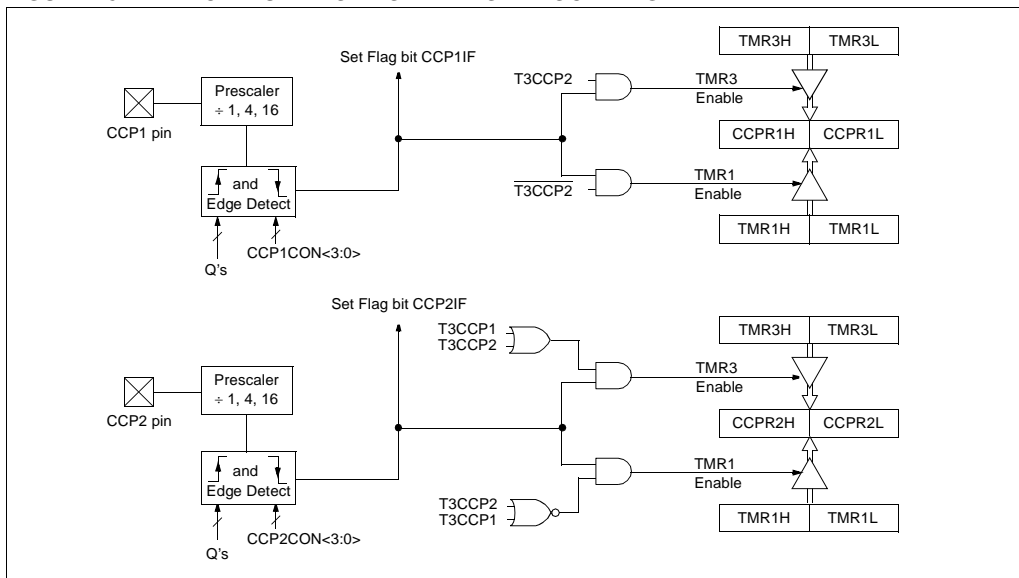 Set Flag bit CCP1IF
TMR3H TMR3L
T3CCP2
TMR3
Enable
Prescaler
÷ 1, 4, 16
CCP1 pin
CCPR1H CCPR1L
and
Edge Detect
T3CCP2
TMR1
Enable
CCP1CON<3:0>
Q's
TMR1H TMR1L
Set Flag bit CCP2IF
TMR3H TMR3L
T3CCP1
T3CCP2
TMR3
Enable
Prescaler
÷ 1, 4, 16
CCP2 pin
CCPR2H CCPR2L
and
Edge Detect
TMR1
Enable
T3CCP2
T3CCP1
CCP2CON<3:0>
Q's
TMR1H TMR1L